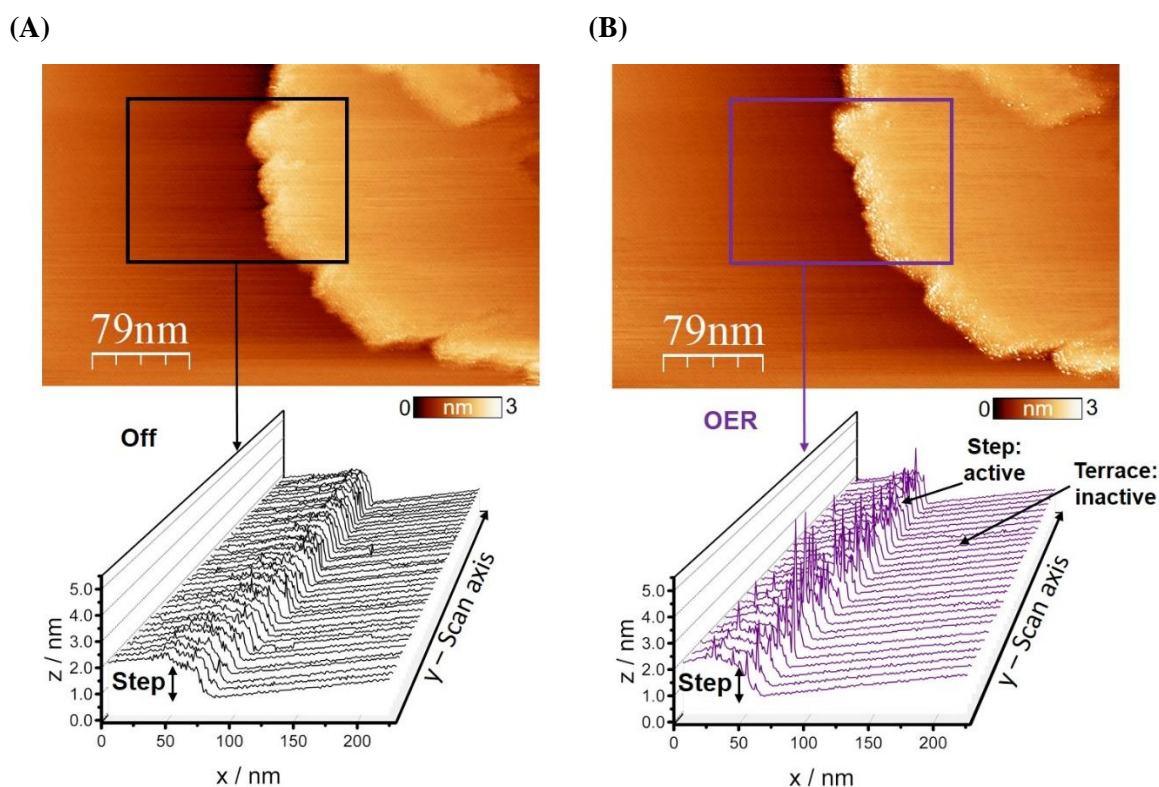 (A)
79nm
0 nm 3
Off
5.0
4.0
3.0
2.0
1.0
0.0
z / nm
Step
y – Scan axis
0 50 100 150 200
x / nm
(B)
79nm
0 nm 3
OER
Step:
active
Terrace:
inactive
5.0
4.0
3.0
2.0
1.0
0.0
z / nm
Step
y – Scan axis
0 50 100 150 200
x / nm